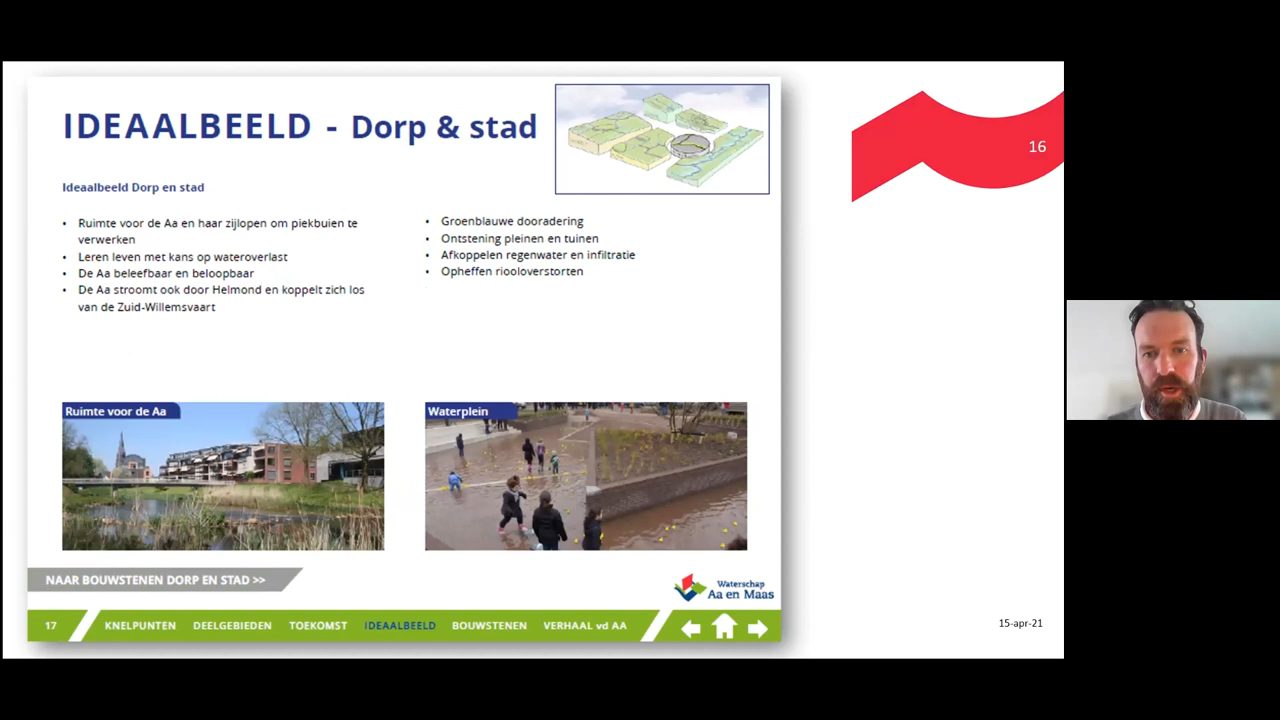 IDEAALBEELD - Dorp & stad
16
Ideaalbeeld Dorp en stad
• Ruimte voor de Aa en haar zijlopen om piekbuien te
verwerken
• Leren leven met kans op wateroverlast
• De Aa beleefbaar en beloopbaar
• De Aa stroomt ook door Helmond en koppelt zich los
van de Zuid-Willemsvaart
• Groenblauwe dooradering
• Ontstening pleinen en tuinen
• Afkoppelen regenwater en infiltratie
• Opheffen riooloverstorten
Ruimte voor de Aa
Waterplein
NAAR BOUWSTENEN DORP EN STAD >>
Waterschap
Aa en Maas
17 KNELPUNTEN DEELGEBIEDEN TOEKOMST IDEAALBEELD BOUWSTENEN VERHAAL vd AA
15-apr-21